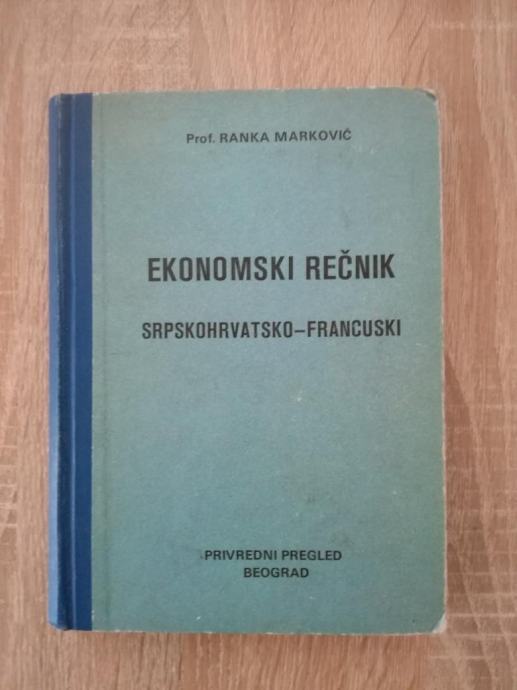 Prof. RANKA MARKOVIĆ
EKONOMSKI REČNIK
SRPSKOHRVATSKO–FRANCUSKI
PRIVREDNI PREGLED
BEOGRAD